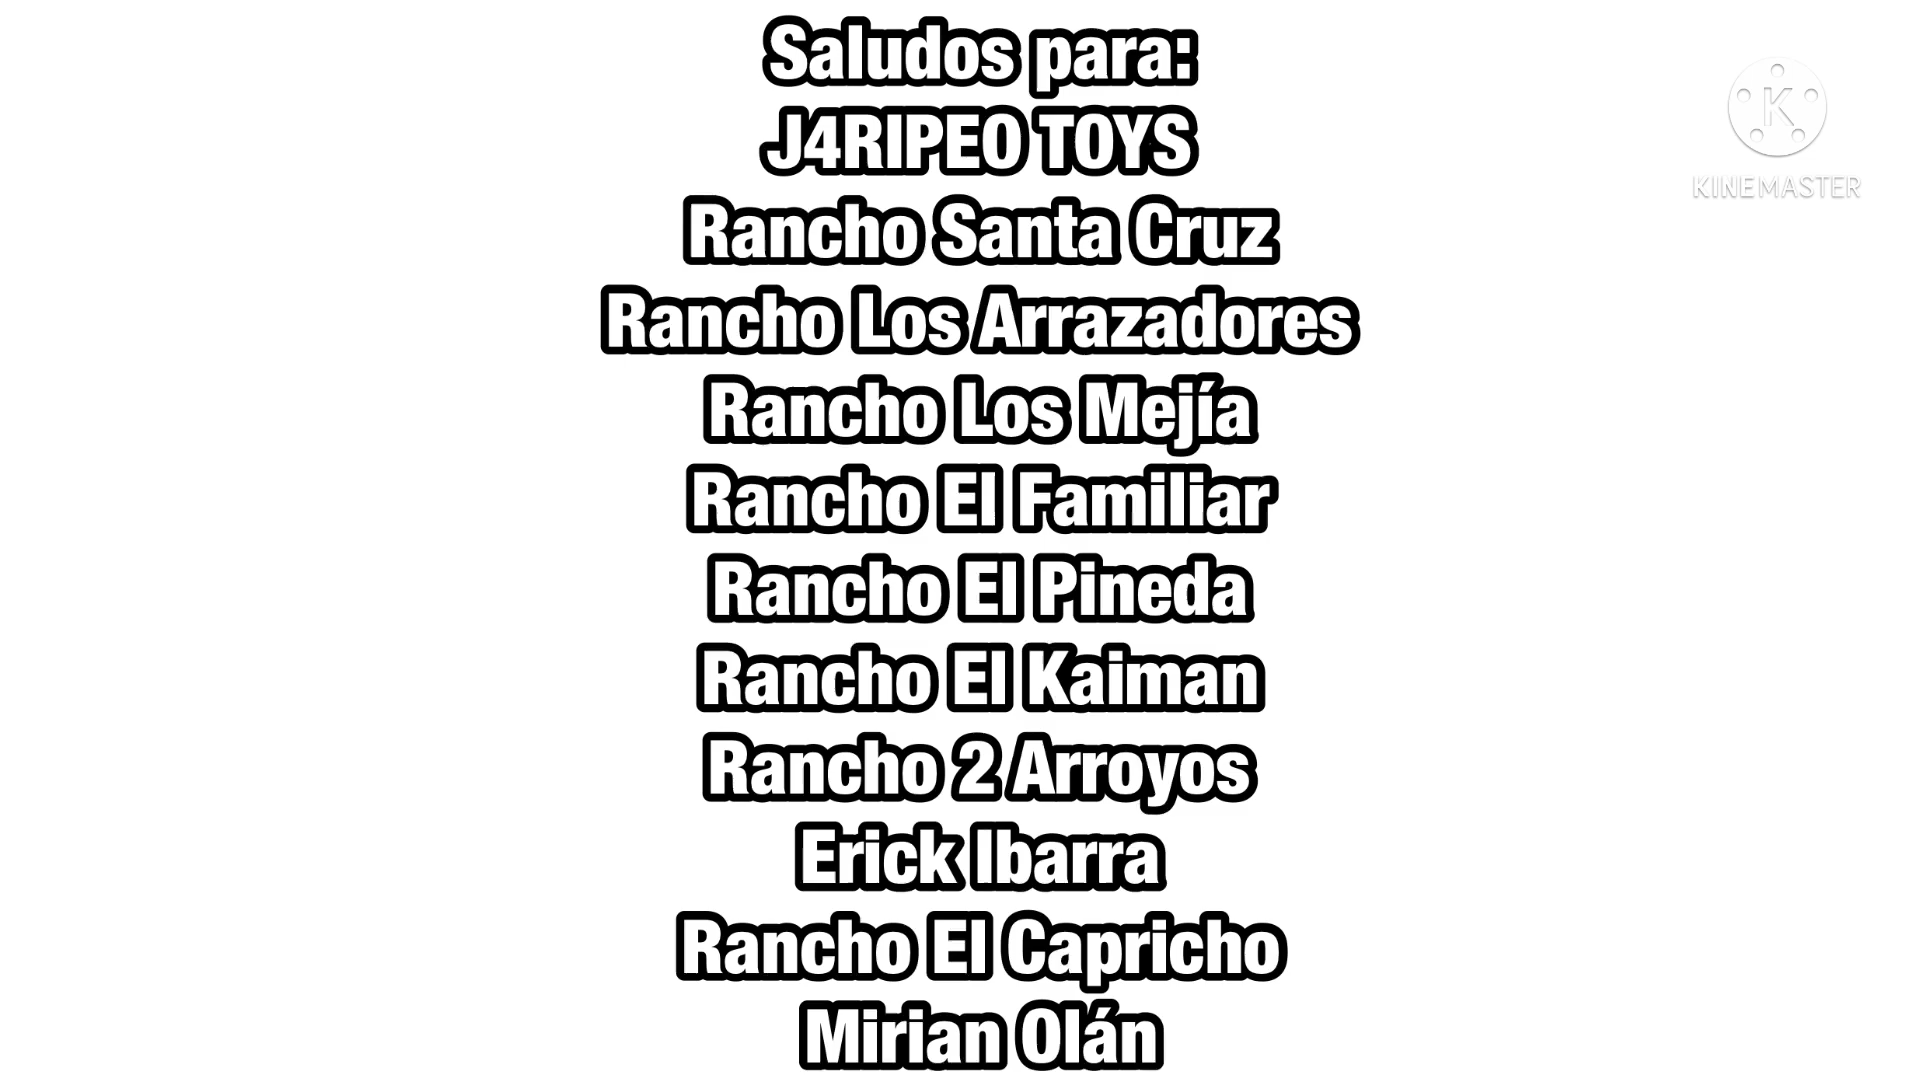 Saludos para:
J4RIPEO TOYS
Rancho Santa Cruz
Rancho Los Arrazadores
Rancho Los Mejía
Rancho El Familiar
Rancho El Pineda
Rancho El Kaiman
Rancho 2 Arroyos
Erick Ibarra
Rancho El Capricho
Mirian Olán
K
KINEMASTER